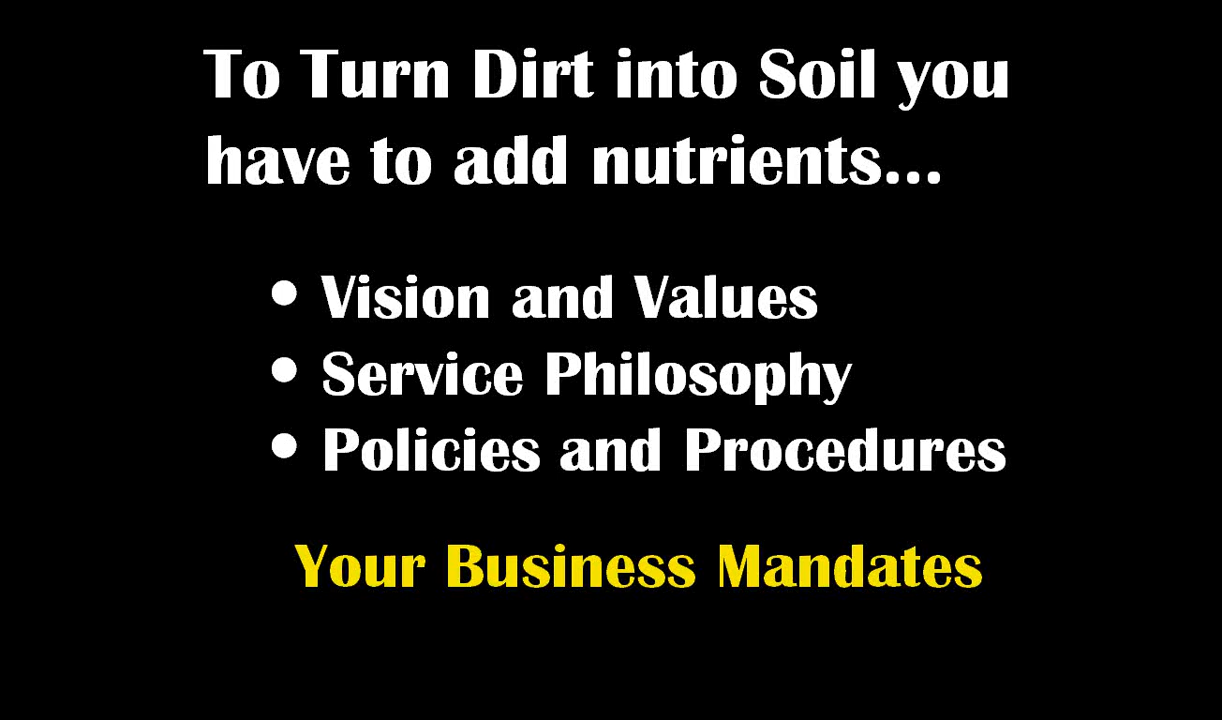 To Turn Dirt into Soil you
have to add nutrients...
• Vision and Values
• Service Philosophy
• Policies and Procedures
Your Business Mandates